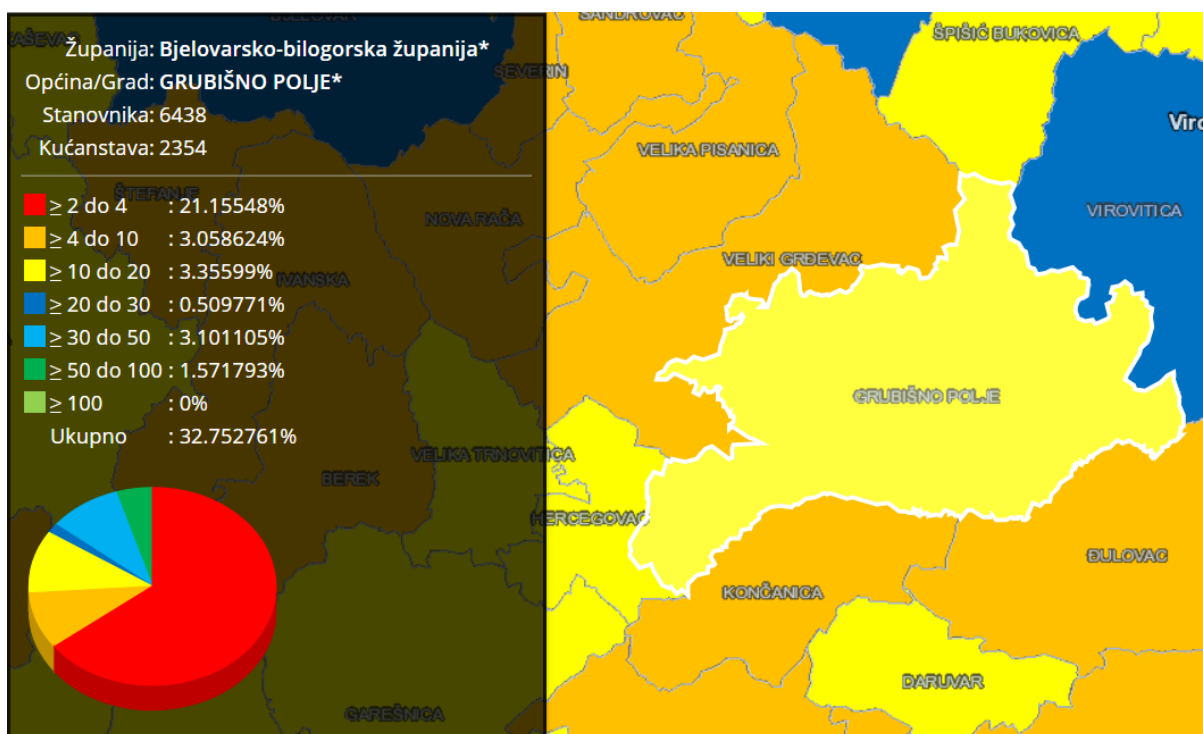 Županija: Bjelovarsko-bilogorska županija*
Općina/Grad: GRUBIŠNO POLJE*
Stanovnika: 6438
Kućanstava: 2354
≥ 2 do 4 : 21.15548%
≥ 4 do 10 : 3.058624%
≥ 10 do 20 : 3.35599%
≥ 20 do 30 : 0.509771%
≥ 30 do 50 : 3.101105%
≥ 50 do 100 : 1.571793%
≥ 100 : 0%
Ukupno : 32.752761%
BJELOVAR
SANDROVAC
ŠPIŠIĆ BUKOVICA
SEVERIN
Viro
VELIKA PISANICA
ŠTEFANJE
NOVA RAČA
VIROVITICA
VELIKI GRĐEVAC
IVANSKA
GRUBIŠNO POLJE
VELIKA TRNOVITICA
BEREK
HERCEGOVAC
ĐULOVAC
KONČANICA
DARUVAR
GAREŠNICA